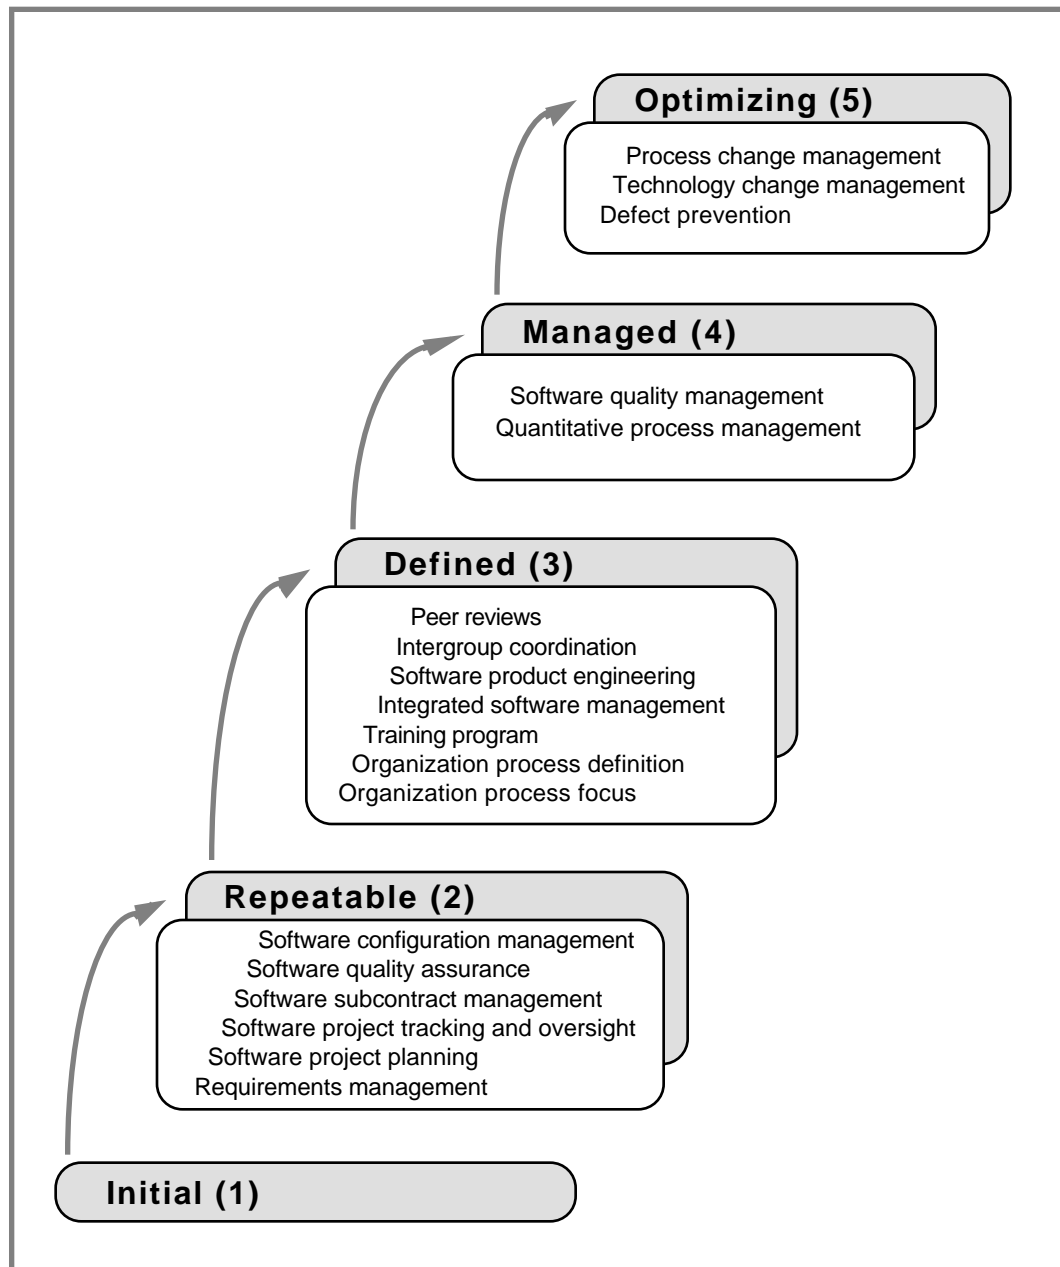 Optimizing (5)
Process change management
Technology change management
Defect prevention
Managed (4)
Software quality management
Quantitative process management
Defined (3)
Peer reviews
Intergroup coordination
Software product engineering
Integrated software management
Training program
Organization process definition
Organization process focus
Repeatable (2)
Software configuration management
Software quality assurance
Software subcontract management
Software project tracking and oversight
Software project planning
Requirements management
Initial (1)